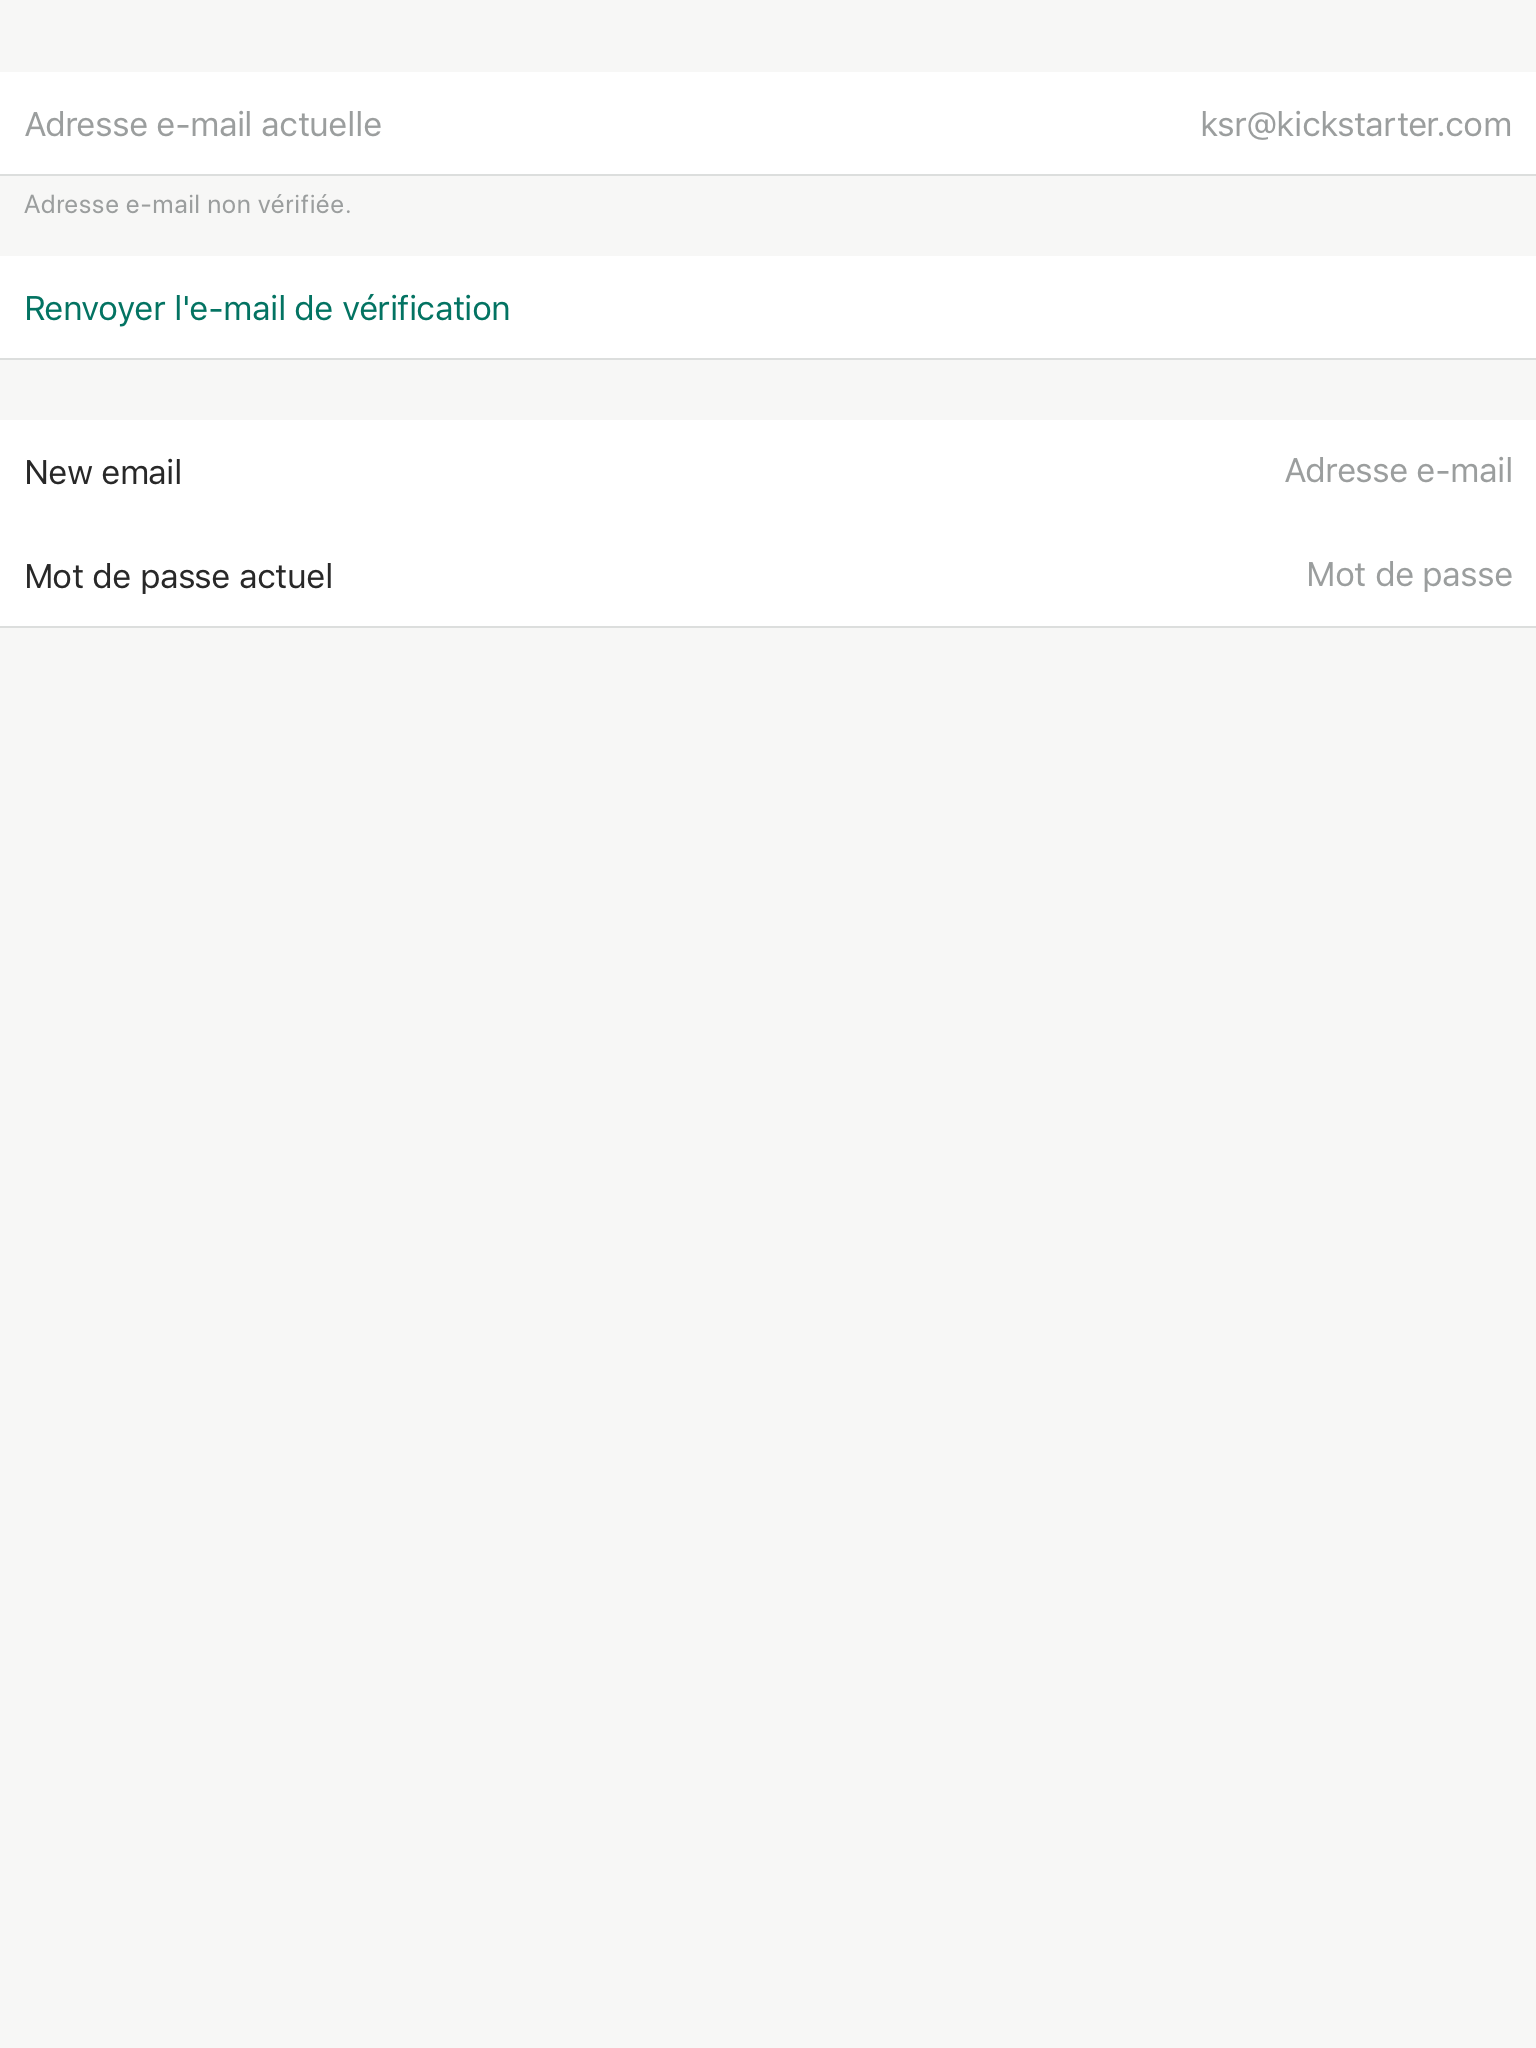 Adresse e-mail actuelle ksr@kickstarter.com
Adresse e-mail non vérifiée.
Renvoyer l'e-mail de vérification
New email Adresse e-mail
Mot de passe actuel Mot de passe